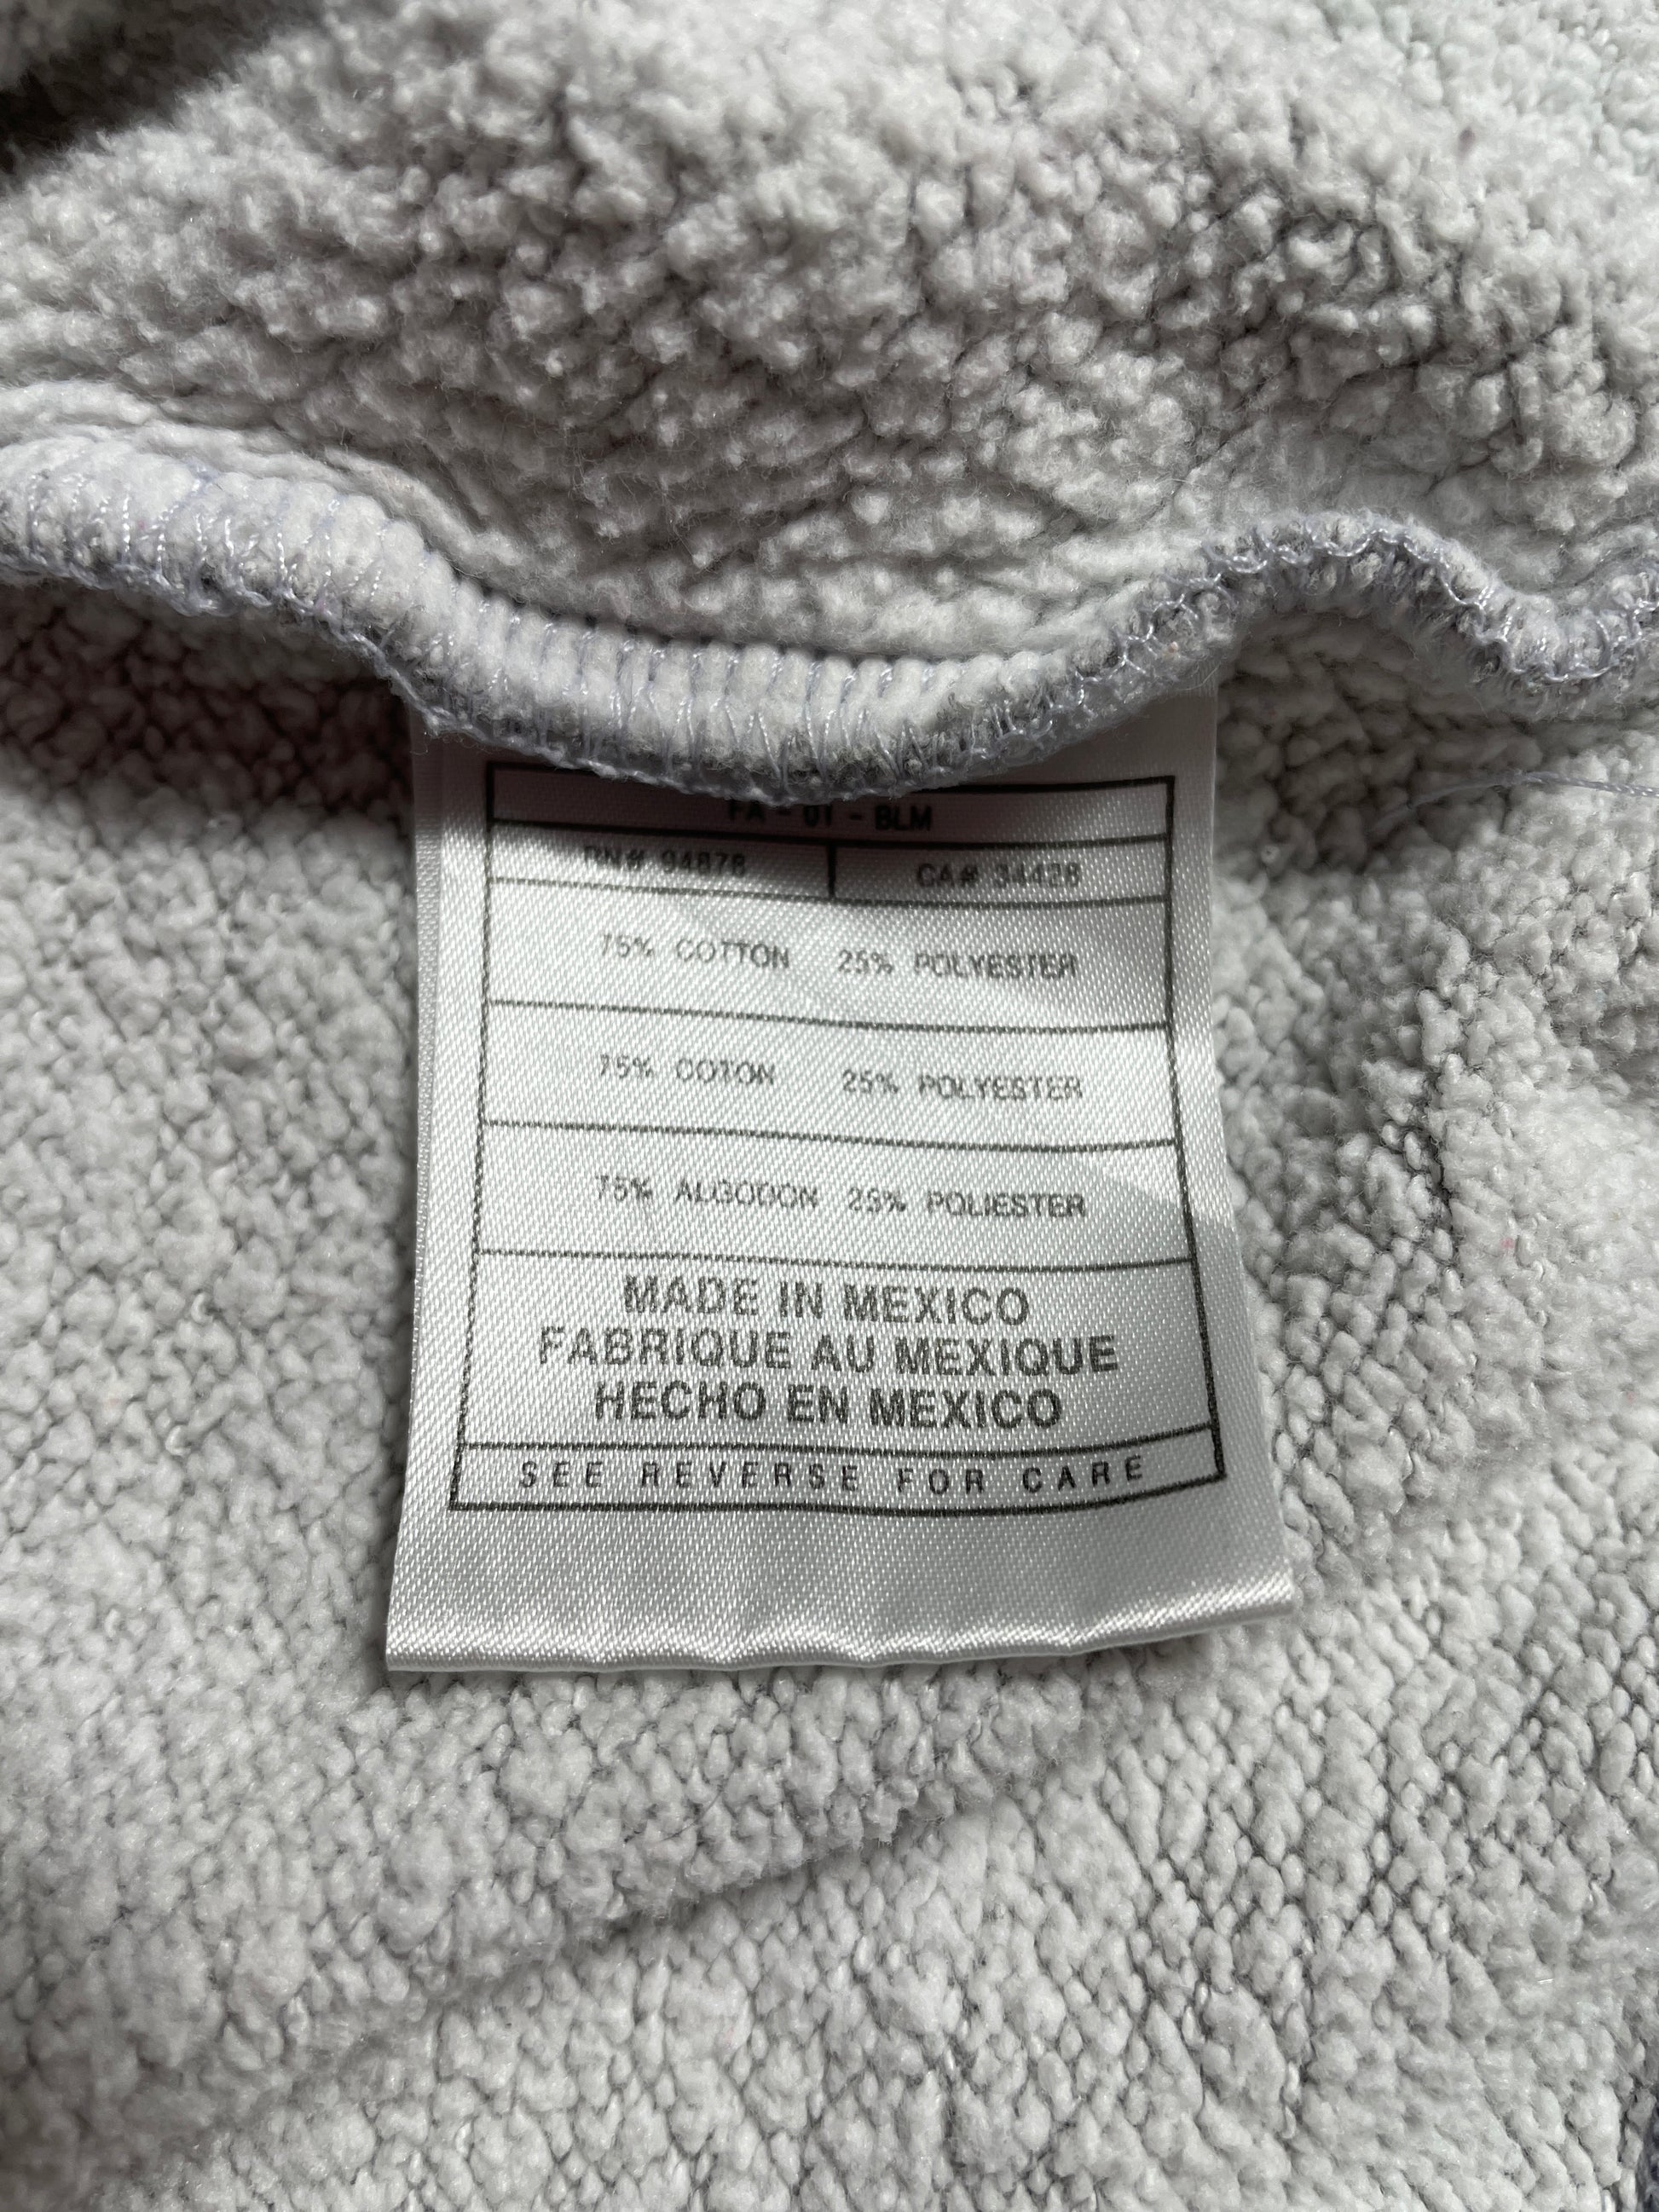 FA - 01 - BLM
RN# 94878 CA# 34428
75% COTTON 25% POLYESTER
75% COTON 25% POLYESTER
75% ALGODON 25% POLIESTER
MADE IN MEXICO
FABRIQUE AU MEXIQUE
HECHO EN MEXICO
SEE REVERSE FOR CARE